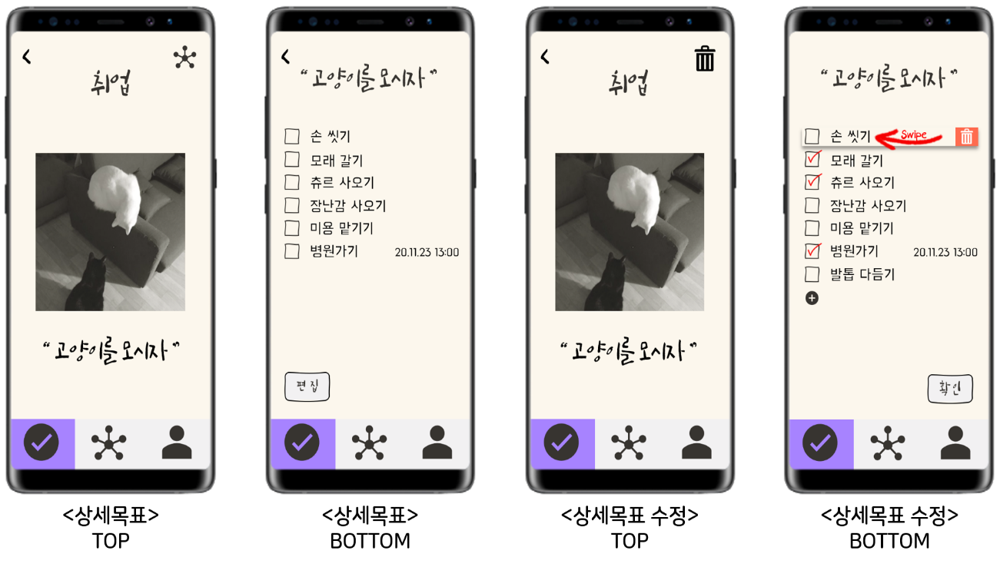 취업
“ 고양이를 모시자 ”
<상세목표>
TOP
“ 고양이를 모시자 ”
손 씻기
모래 갈기
츄르 사오기
장난감 사오기
미용 맡기기
병원가기 20.11.23 13:00
편집
<상세목표>
BOTTOM
취업
“ 고양이를 모시자 ”
<상세목표 수정>
TOP
“ 고양이를 모시자 ”
손 씻기 Swipe
모래 갈기
츄르 사오기
장난감 사오기
미용 맡기기
병원가기 20.11.23 13:00
발톱 다듬기
확인
<상세목표 수정>
BOTTOM